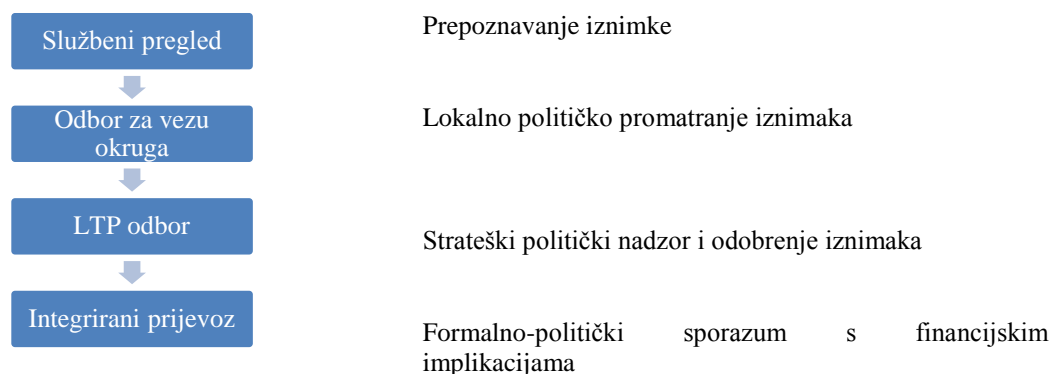 Službeni pregled
Prepoznavanje iznimke
Odbor za vezu
okruga
Lokalno političko promatranje iznimaka
LTP odbor
Strateški politički nadzor i odobrenje iznimaka
Integrirani prijevoz
Formalno-politički sporazum s financijskim
implikacijama